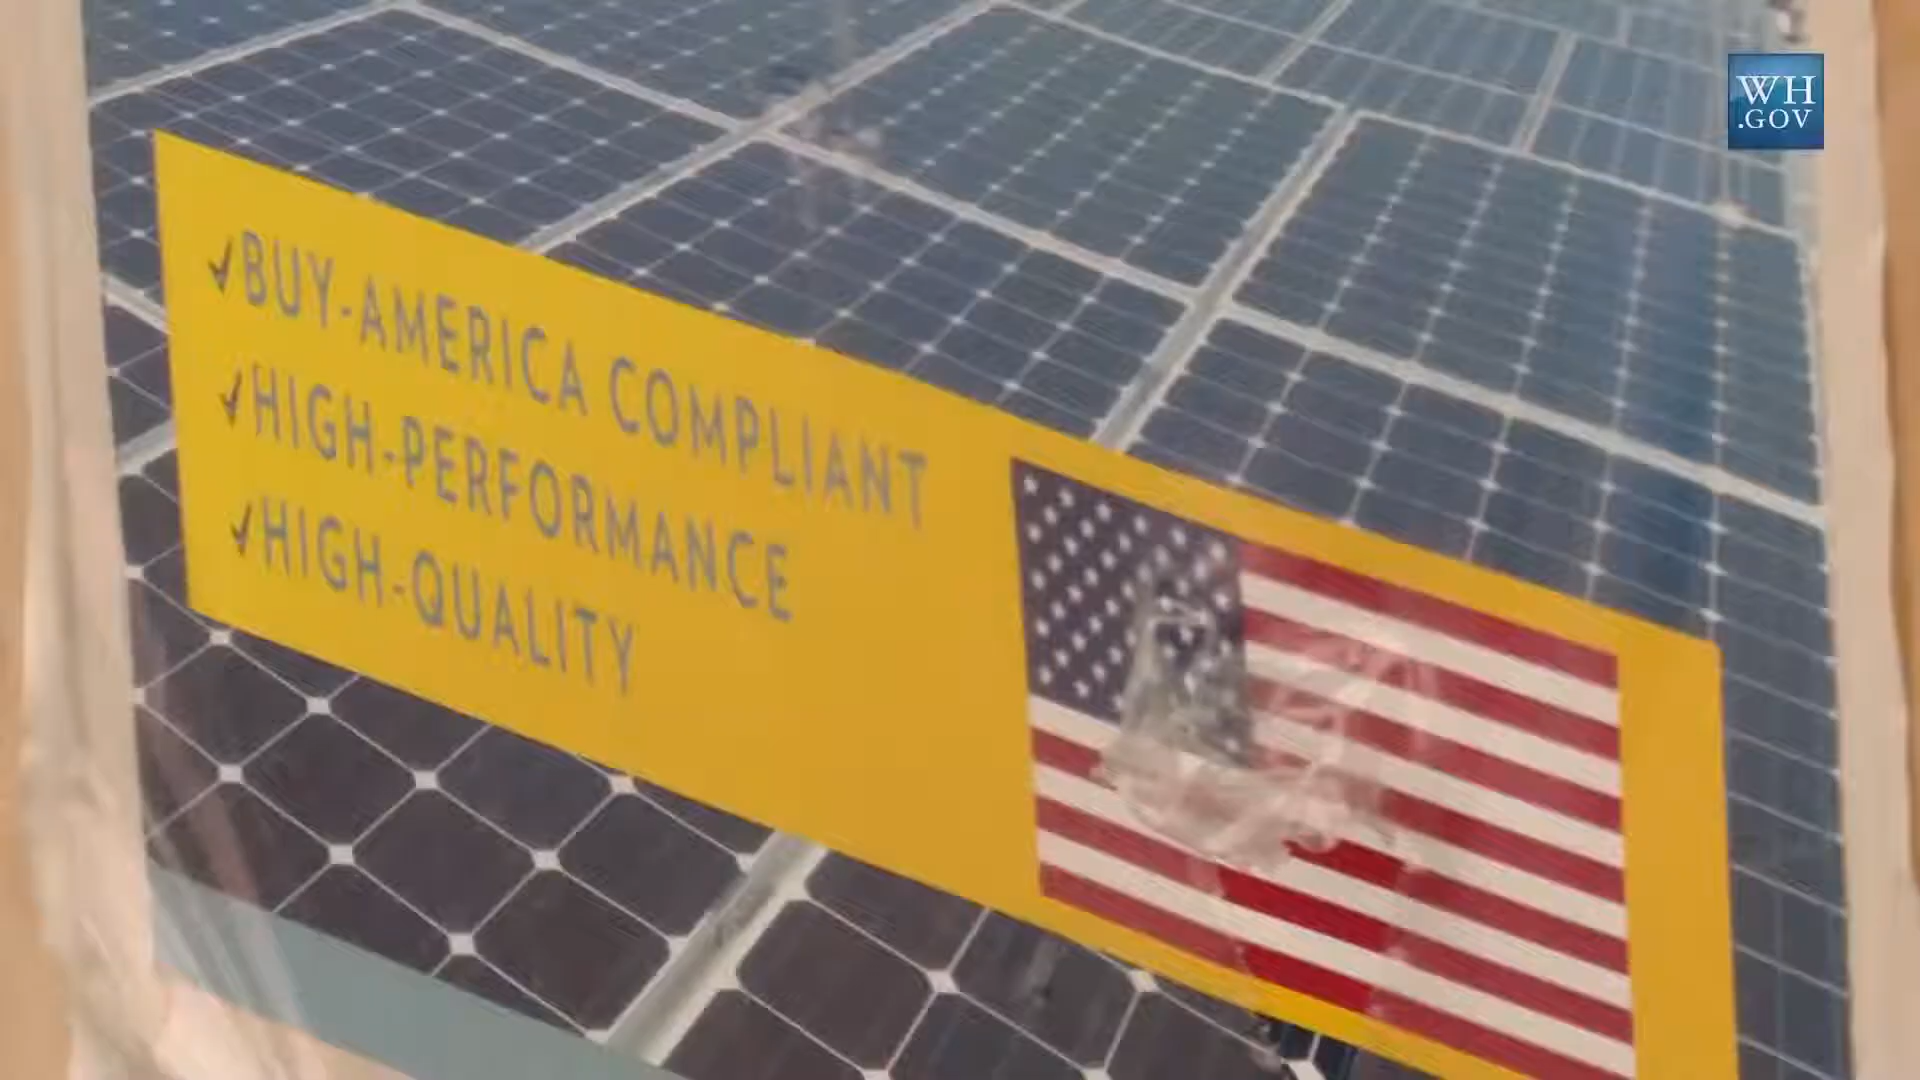 WH
.GOV
✓BUY-AMERICA COMPLIANT
✓HIGH-PERFORMANCE
✓HIGH-QUALITY